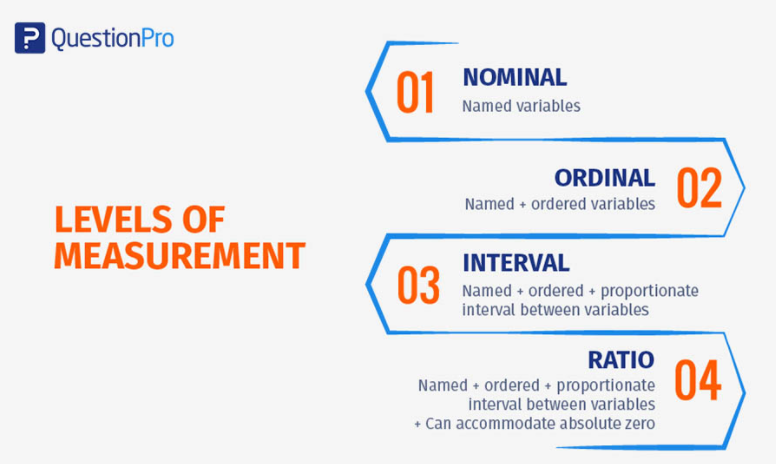 QuestionPro
LEVELS OF
MEASUREMENT
01
NOMINAL
Named variables
ORDINAL
02
Named + ordered variables
03
INTERVAL
Named + ordered + proportionate
interval between variables
RATIO
04
Named + ordered + proportionate
interval between variables
+ Can accommodate absolute zero